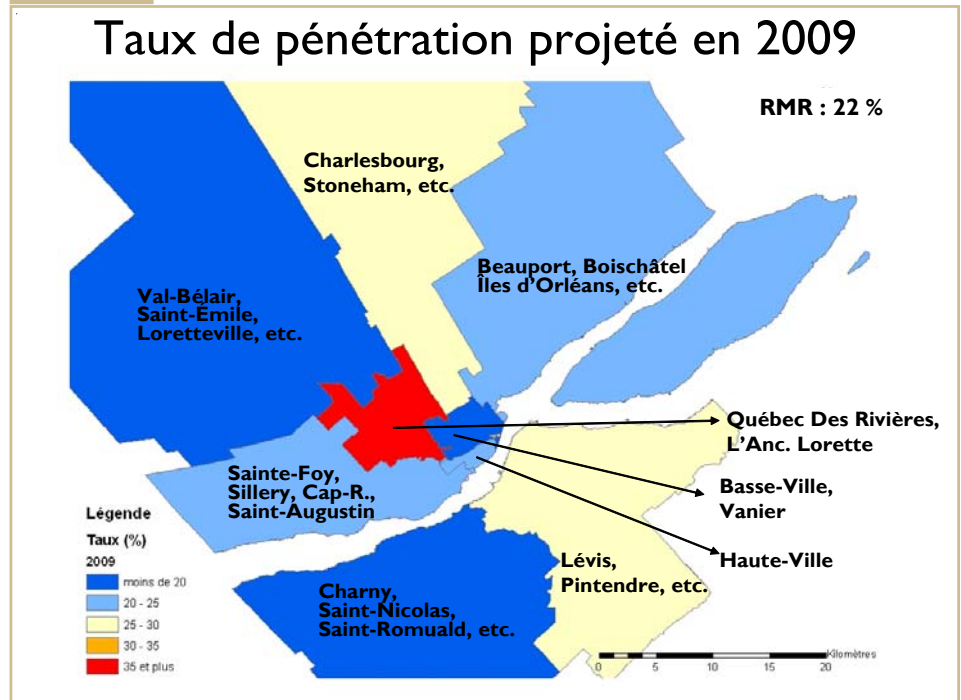 Taux de pénétration projeté en 2009
RMR : 22 %
Charlesbourg,
Stoneham, etc.
Beauport, Boischâtel
Îles d'Orléans, etc.
Val-Bélair,
Saint-Émile,
Loretteville, etc.
Québec Des Rivières,
L'Anc. Lorette
Sainte-Foy,
Sillery, Cap-R.,
Saint-Augustin
Basse-Ville,
Vanier
Haute-Ville
Lévis,
Pintendre, etc.
Charny,
Saint-Nicolas,
Saint-Romuald, etc.
Légende
Taux (%)
2009
moins de 20
20 - 25
25 - 30
30 - 35
35 et plus
Kilomètres
0 5 10 15 20